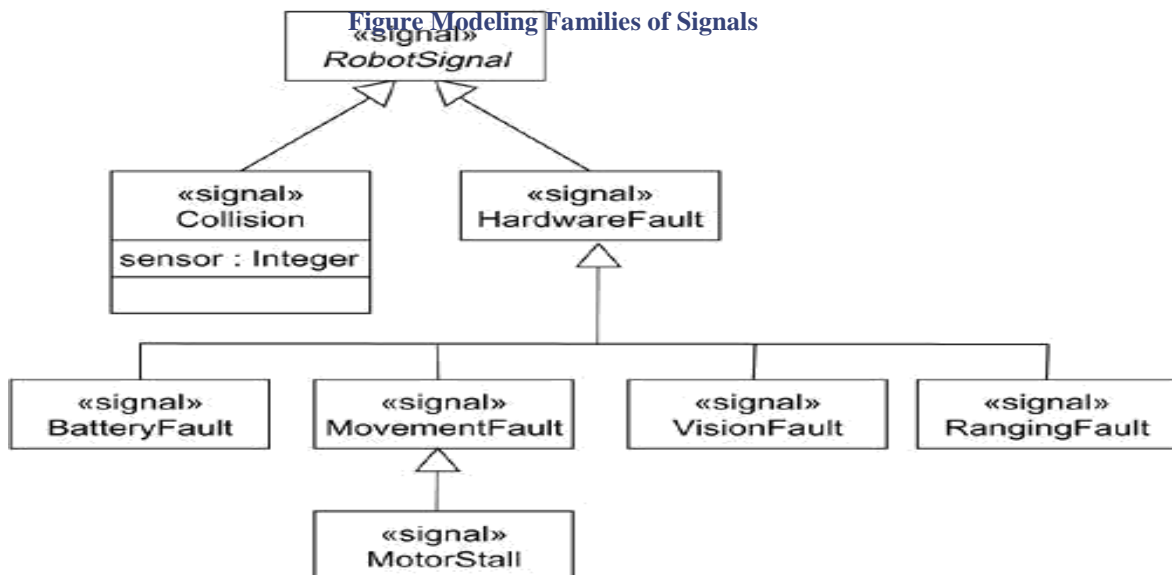 Figure Modeling Families of Signals
«signal»
RobotSignal
«signal»
Collision
sensor : Integer
«signal»
HardwareFault
«signal»
BatteryFault
«signal»
MovementFault
«signal»
VisionFault
«signal»
RangingFault
«signal»
MotorStall